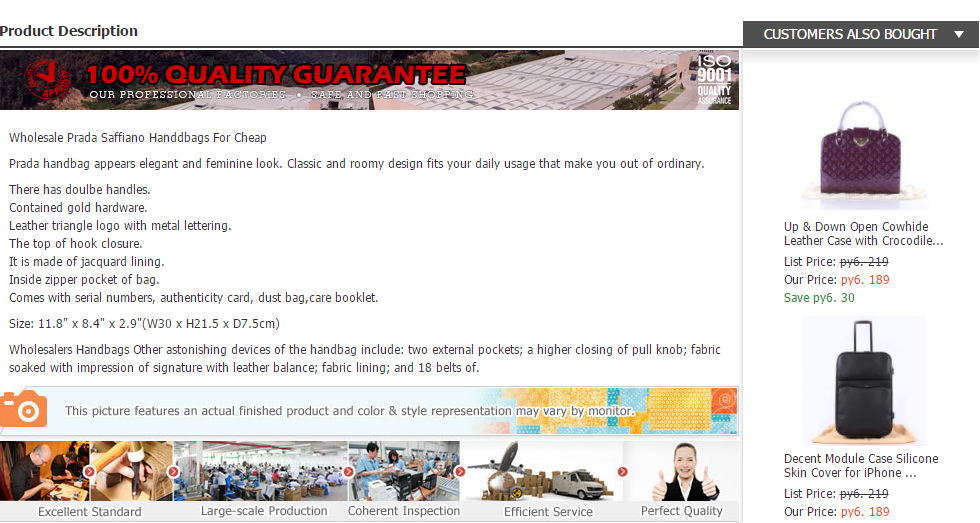 Product Description
CUSTOMERS ALSO BOUGHT
100% QUALITY GUARANTEE
OUR PROFESSIONAL FACTORIES • SAFE AND FAST SHOPPING
ISO
9001
QUALITY
ASSURANCE
Wholesale Prada Saffiano Handdbags For Cheap
Prada handbag appears elegant and feminine look. Classic and roomy design fits your daily usage that make you out of ordinary.
There has doulbe handles.
Contained gold hardware.
Leather triangle logo with metal lettering.
The top of hook closure.
It is made of jacquard lining.
Inside zipper pocket of bag.
Comes with serial numbers, authenticity card, dust bag,care booklet.
Size: 11.8" x 8.4" x 2.9"(W30 x H21.5 x D7.5cm)
Wholesalers Handbags Other astonishing devices of the handbag include: two external pockets; a higher closing of pull knob; fabric
soaked with impression of signature with leather balance; fabric lining; and 18 belts of.
This picture features an actual finished product and color & style representation may vary by monitor.
Excellent Standard
Large-scale Production
Coherent Inspection
Efficient Service
Perfect Quality
Up & Down Open Cowhide
Leather Case with Crocodile...
List Price: руб. 219
Our Price: руб. 189
Save руб. 30
Decent Module Case Silicone
Skin Cover for iPhone ...
List Price: руб. 219
Our Price: руб. 189